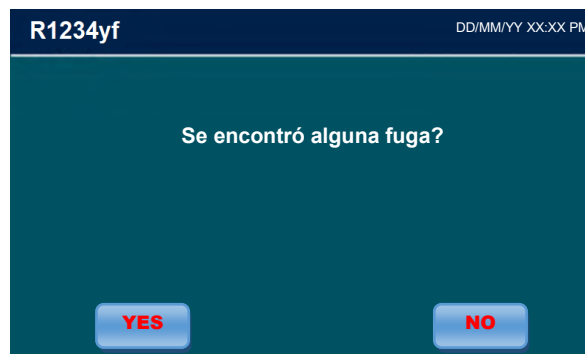 R1234yf
DD/MM/YY XX:XX PM
Se encontró alguna fuga?
YES
NO